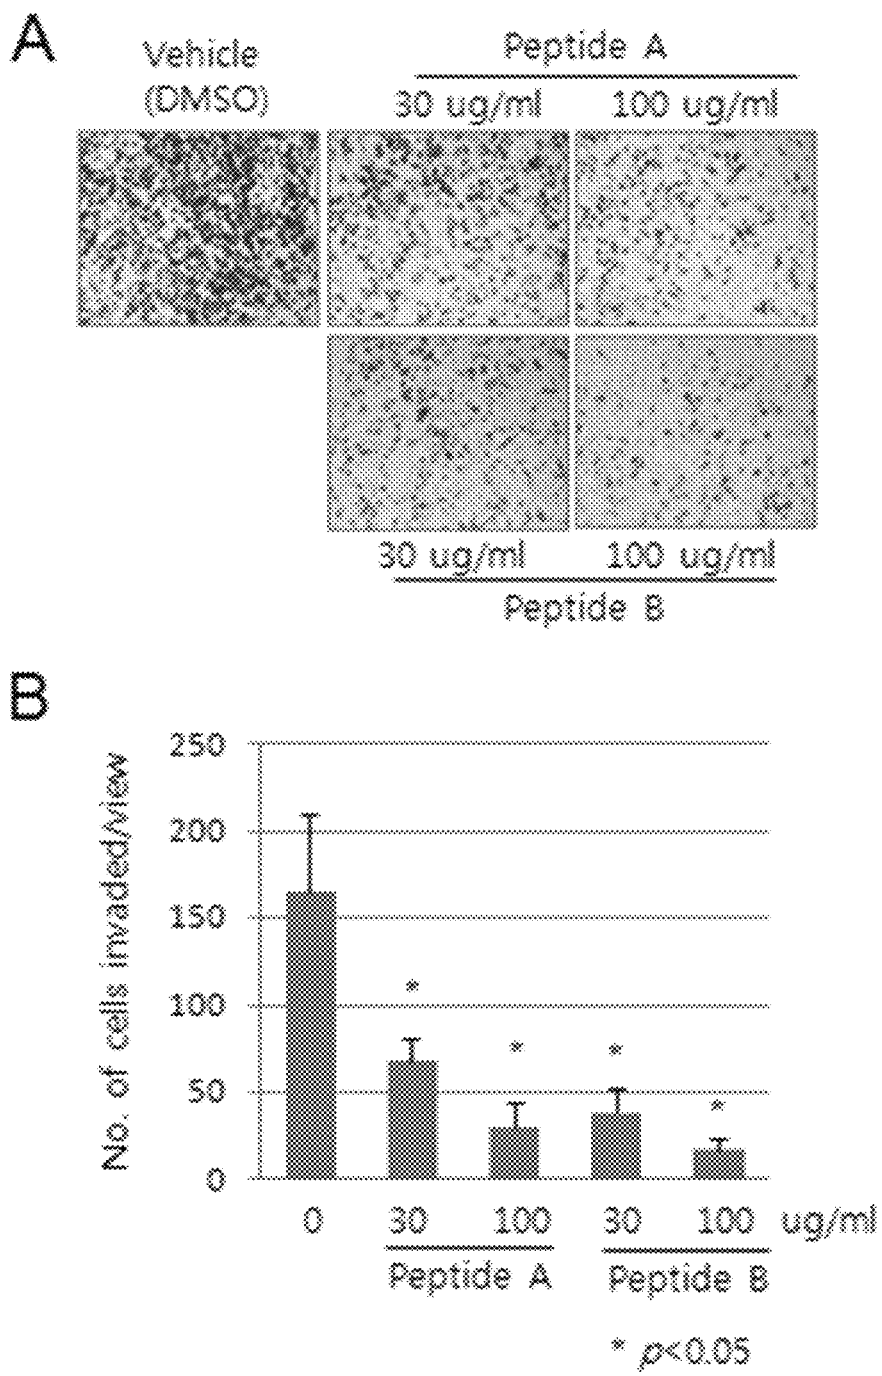 A
Vehicle
(DMSO)
Peptide A
30 ug/ml 100 ug/ml
30 ug/ml 100 ug/ml
Peptide B
B
No. of cells invaded/view
250
200
150
100
50
0
0 30 100 30 100 ug/ml
Peptide A Peptide B
* * * *
* p<0.05